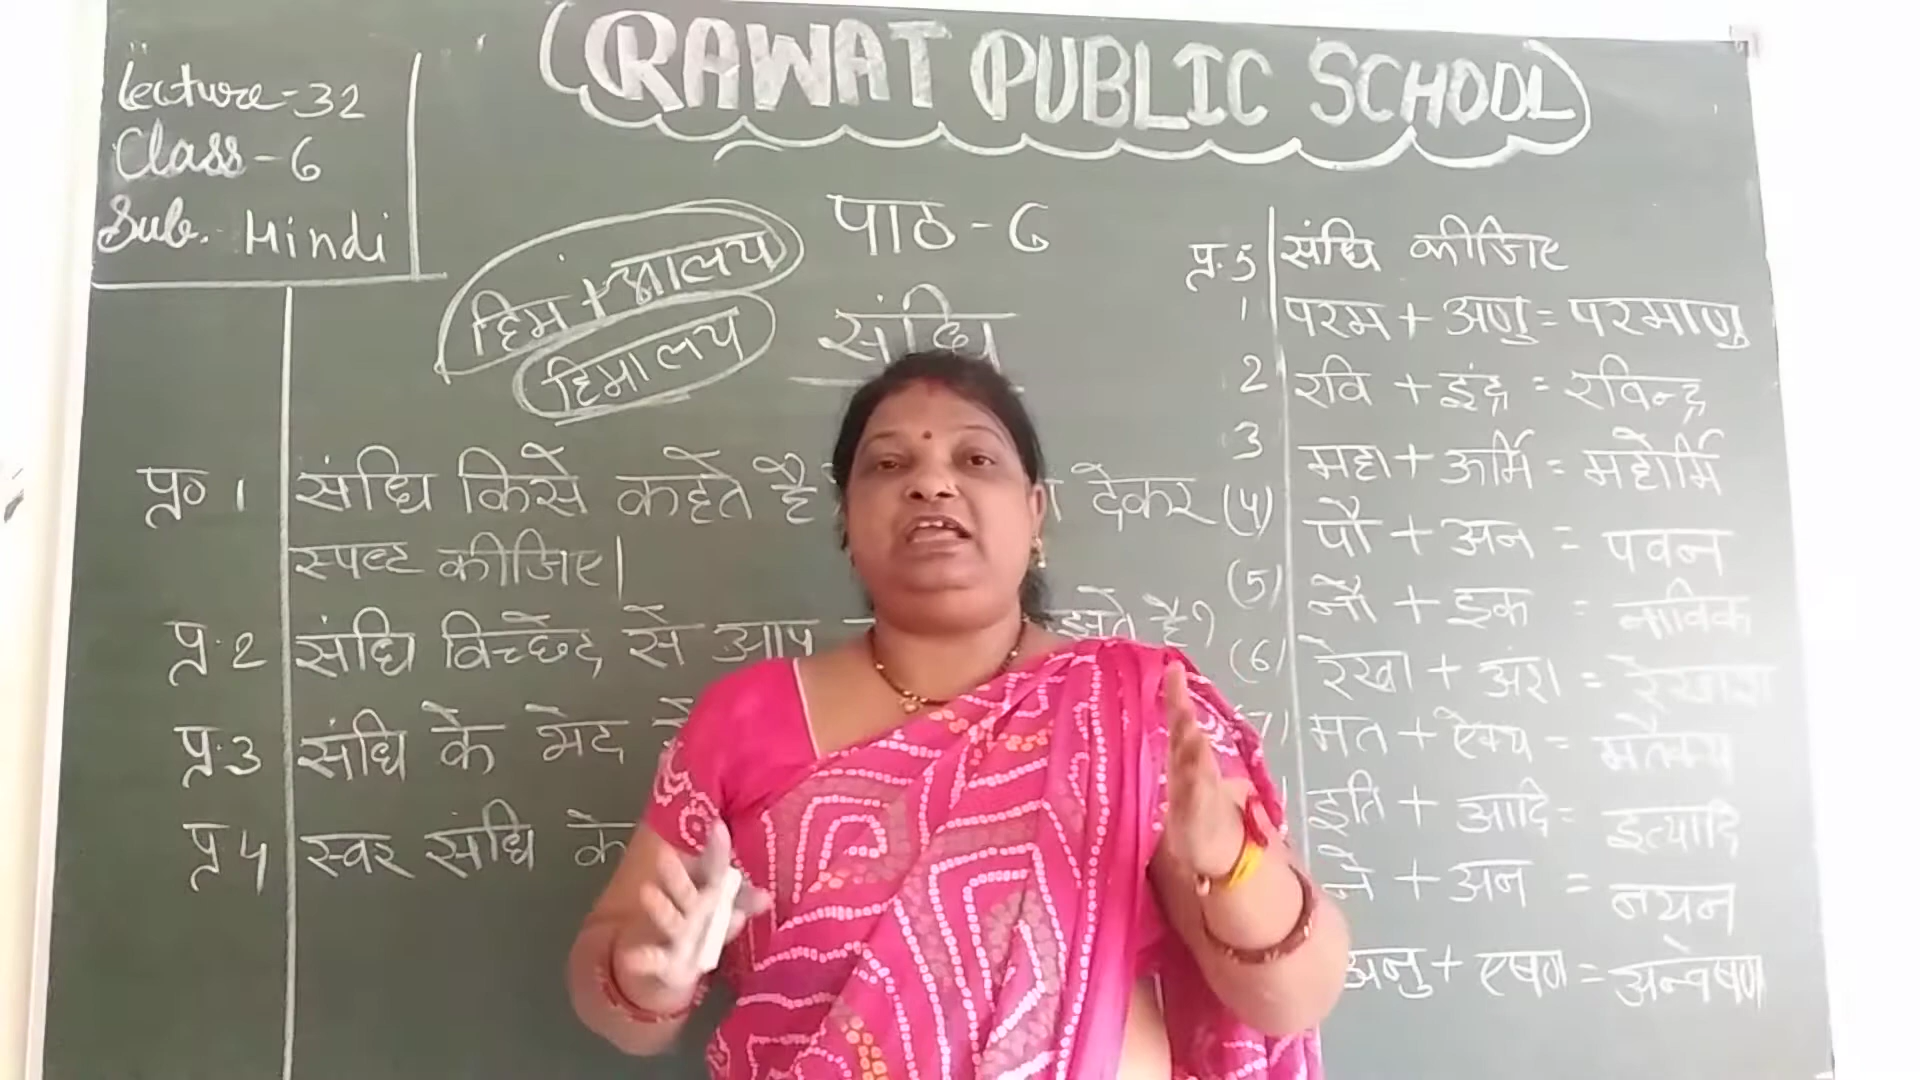 RAWAT PUBLIC SCHOOL
Lecture-32
Class-6
Sub. Hindi
पाठ-6
संधि
हिम+आलय
हिमालय
प्र० 1 संधि किसे कहते है देकर
स्पष्ट कीजिए।
प्र.2 संधि विच्छेद से आप है?
प्र.3 संधि के भेद
प्र 4 स्वर संधि के
प्र.5 संधि कीजिए
1 परम + अणु = परमाणु
2 रवि + इंद्र = रविन्द्र
3 महा + ऊर्मि = महोर्मि
(4) पौ + अन = पवन
(5) नौ + इक = नाविक
(6) रेखा + अंश = रेखांश
मत + ऐक्य = मतैक्य
इति + आदि = इत्यादि
ने + अन = नयन
अनु + एषण = अन्वेषण